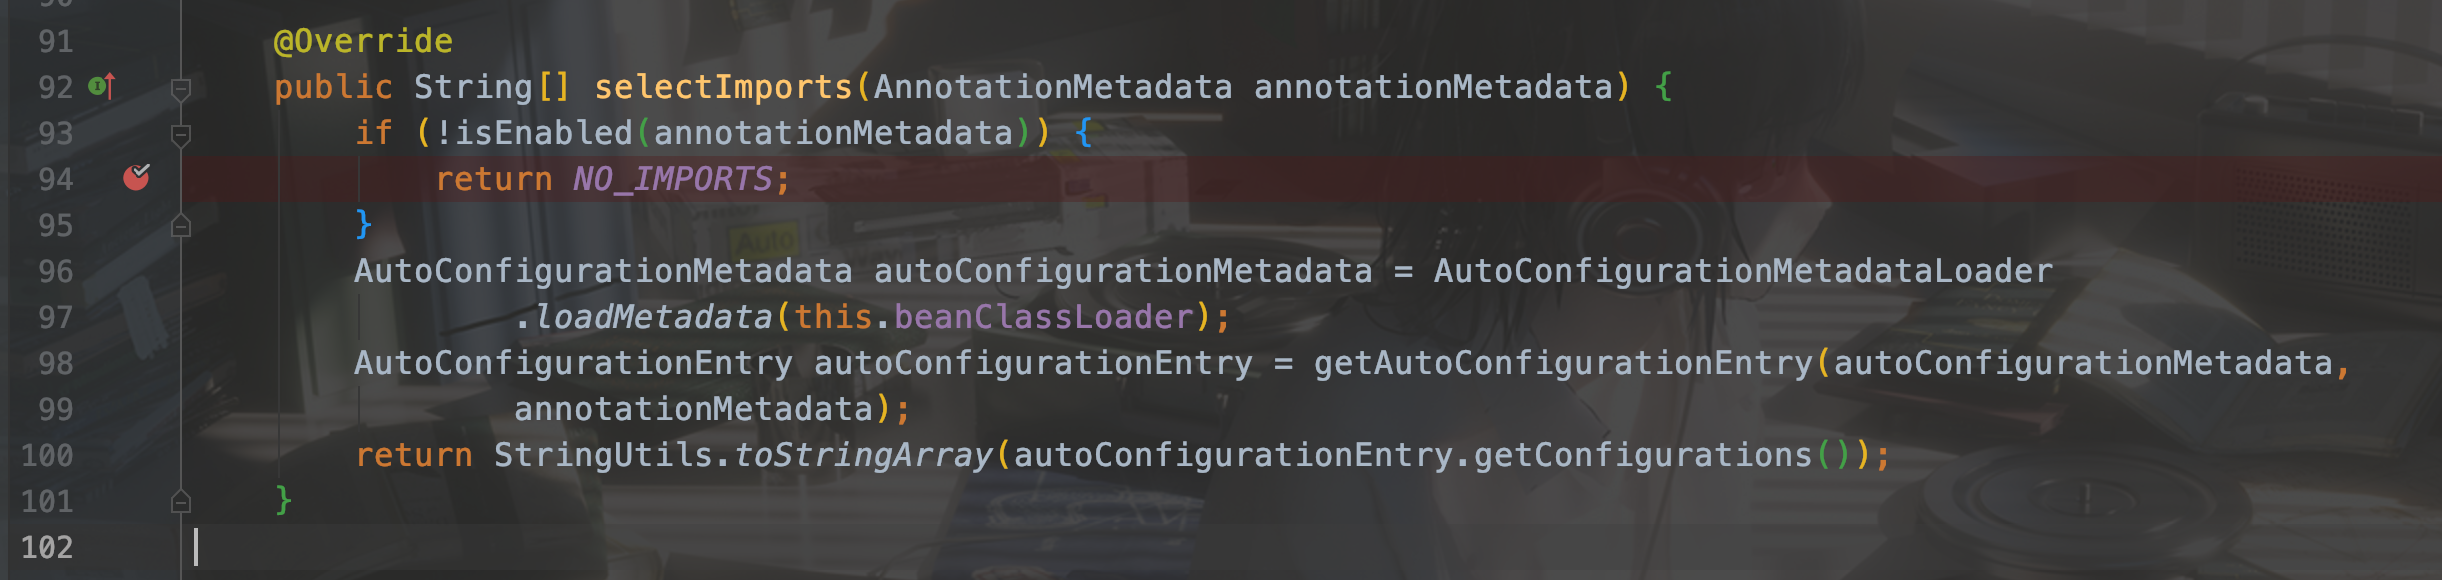 91 @Override
92 public String[] selectImports(AnnotationMetadata annotationMetadata) {
93 if (!isEnabled(annotationMetadata)) {
94 return NO_IMPORTS;
95 }
96 AutoConfigurationMetadata autoConfigurationMetadata = AutoConfigurationMetadataLoader
97 .loadMetadata(this.beanClassLoader);
98 AutoConfigurationEntry autoConfigurationEntry = getAutoConfigurationEntry(autoConfigurationMetadata,
99 annotationMetadata);
100 return StringUtils.toStringArray(autoConfigurationEntry.getConfigurations());
101 }
102
Auto